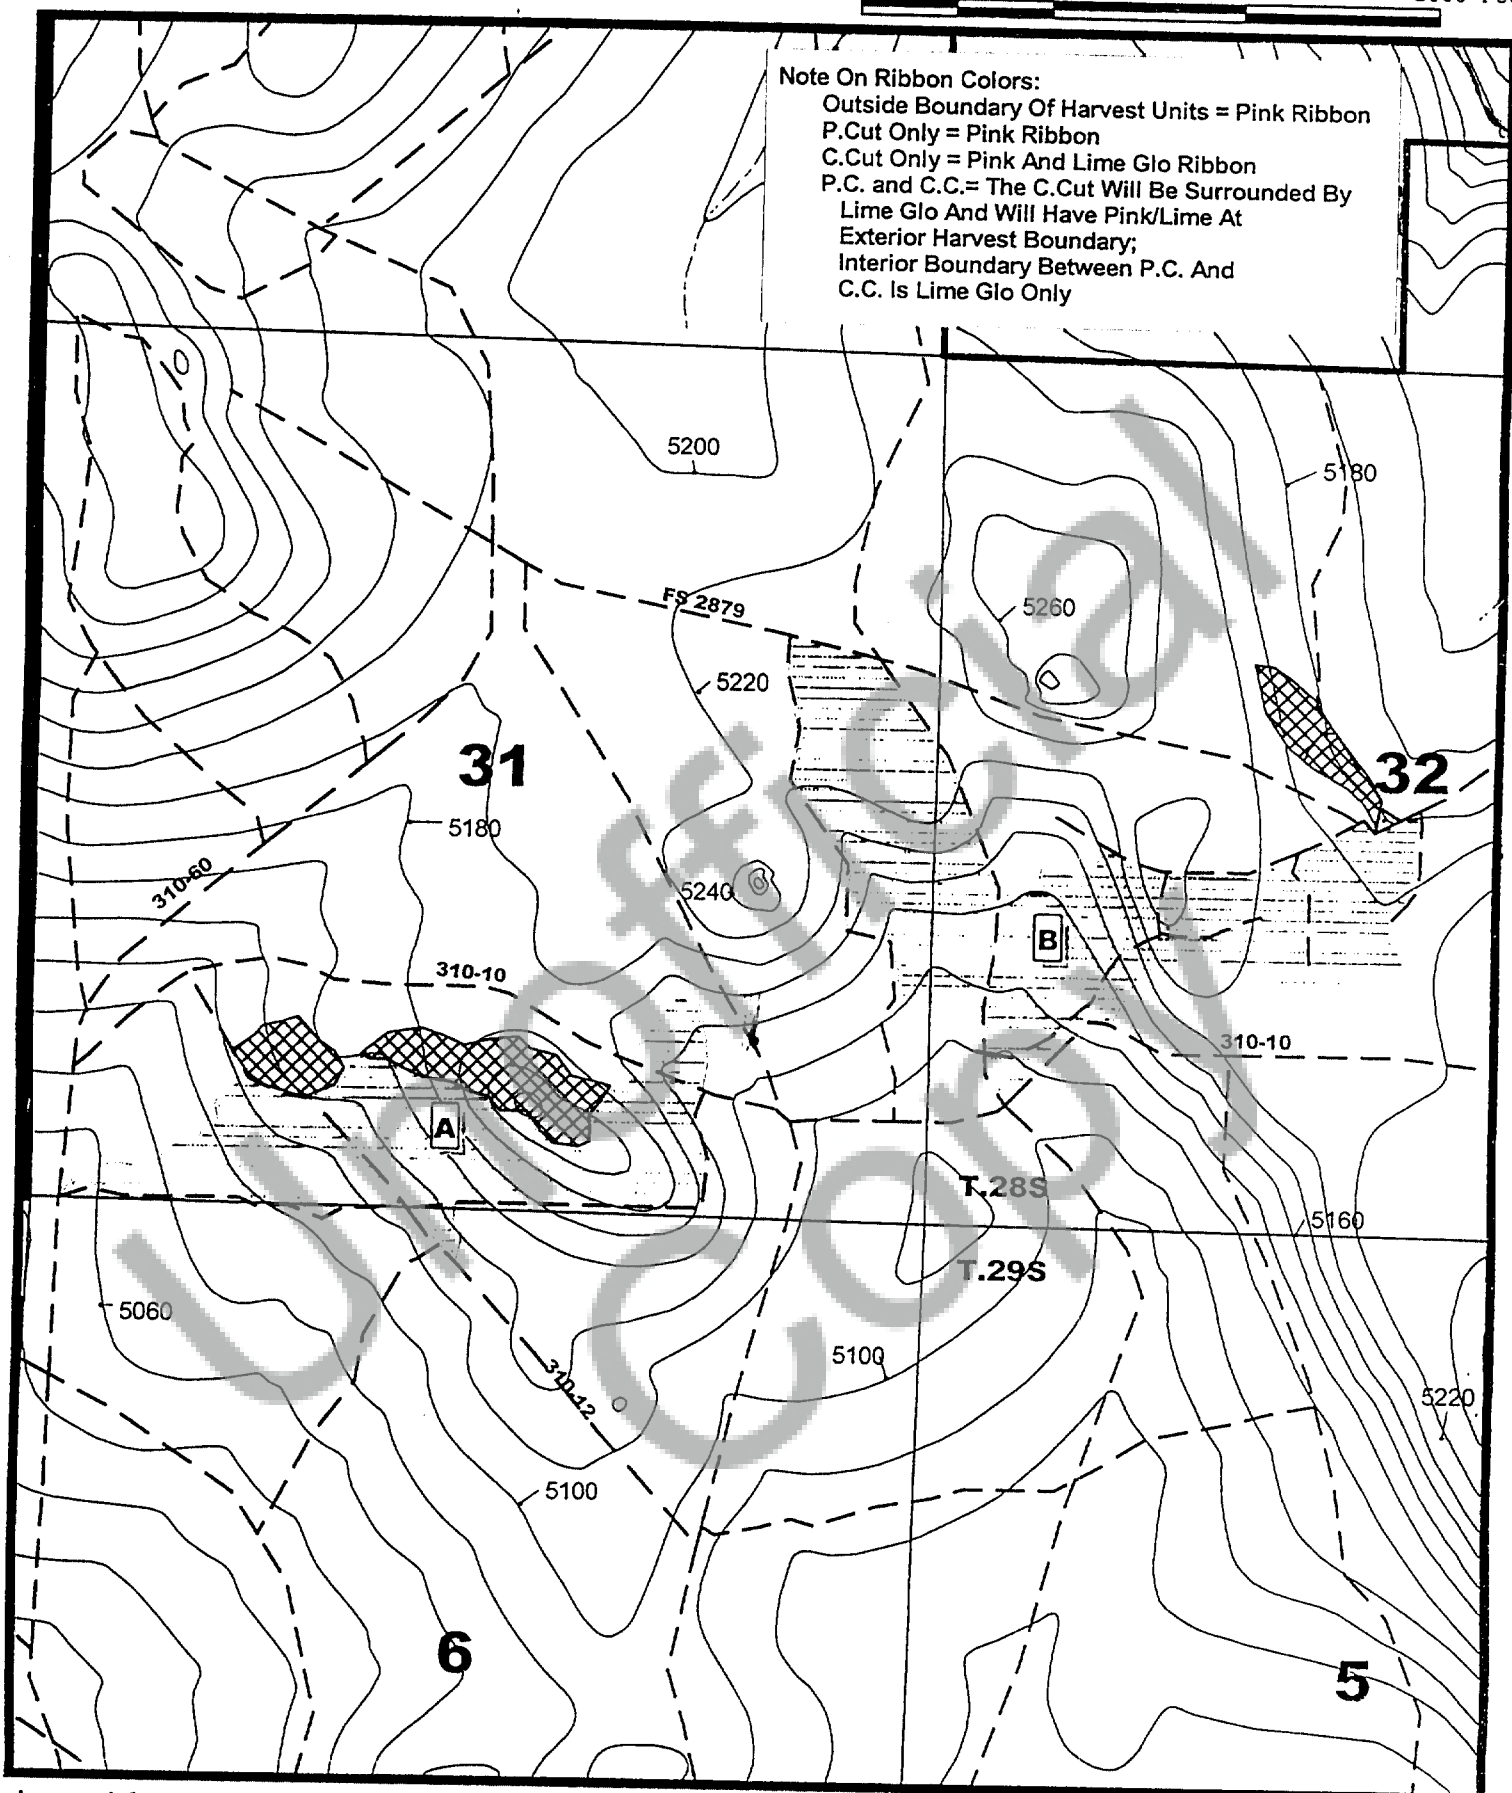 Note On Ribbon Colors:
Outside Boundary Of Harvest Units = Pink Ribbon
P.Cut Only = Pink Ribbon
C.Cut Only = Pink And Lime Glo Ribbon
P.C. and C.C.= The C.Cut Will Be Surrounded By
Lime Glo And Will Have Pink/Lime At
Exterior Harvest Boundary;
Interior Boundary Between P.C. And
C.C. Is Lime Glo Only
5200
5180
FS 2879
5260
5220
31
32
5180
310-60
5240
B
310-10
310-10
A
T.28S
5160
T.29S
5060
5100
310-12
5220
5100
6
5
Unofficial
Copy